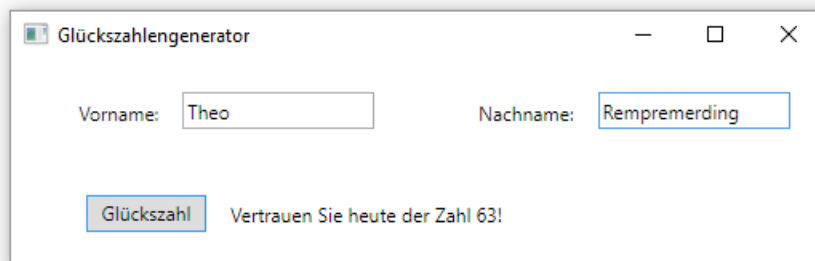 Glückszahlengenerator
Vorname: Theo Nachname: Rempremerding
Glückszahl Vertrauen Sie heute der Zahl 63!